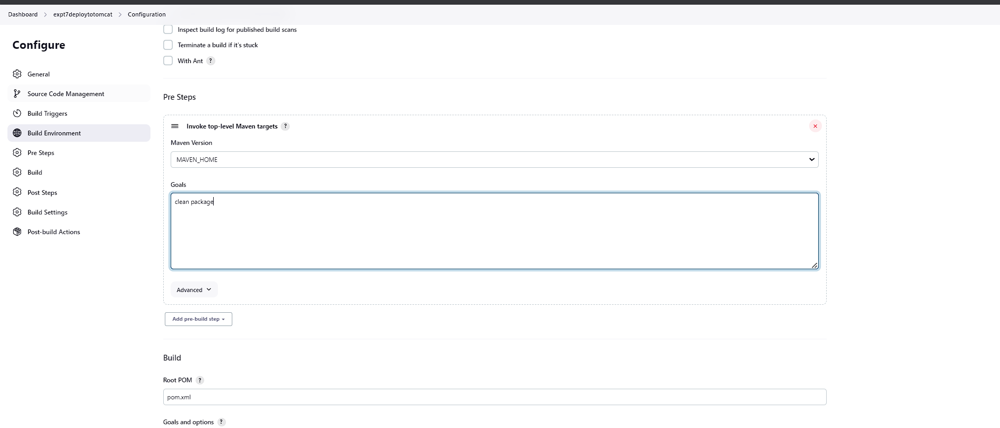 Dashboard > expt7deploytotomcat > Configuration
Configure
General
Source Code Management
Build Triggers
Build Environment
Pre Steps
Build
Post Steps
Build Settings
Post-build Actions
Inspect build log for published build scans
Terminate a build if it's stuck
With Ant ?
Pre Steps
Invoke top-level Maven targets ?
Maven Version
MAVEN_HOME
Goals
clean package
Advanced
Add pre-build step
Build
Root POM ?
pom.xml
Goals and options ?